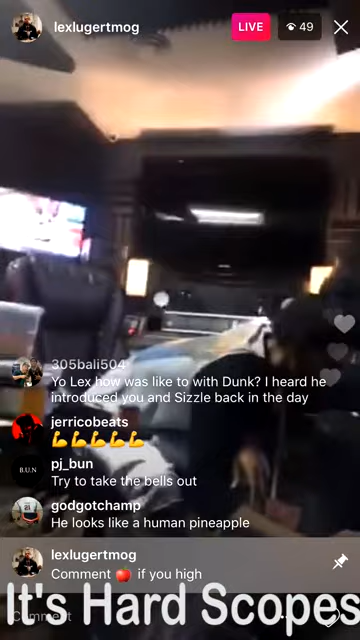 lexlugertmog
LIVE
49
305bali504
Yo Lex how was like to with Dunk? I heard he
introduced you and Sizzle back in the day
jerricobeats
💪💪💪💪💪
pj_bun
B.U.N
Try to take the bells out
godgotchamp
He looks like a human pineapple
lexlugertmog
Comment 🍎 if you high
Comment
It's Hard Scopes